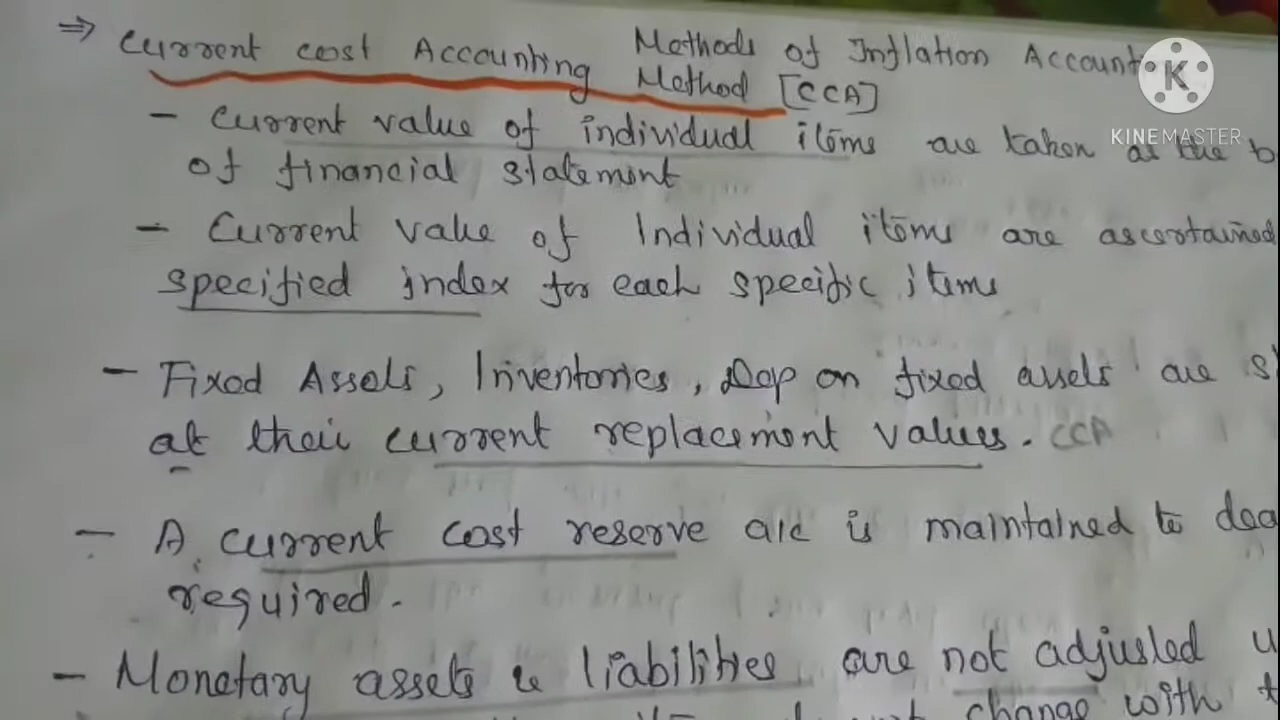 Methods of Inflation Account
⇒ Current cost Accounting Method [CCA]
K
KINEMASTER
- Current value of individual items are taken as the b
of financial statement
- Current value of Individual items are ascertained
specified index for each specific items
- Fixed Assets, Inventories, Dep on fixed assets are s
at their current replacement values. CCA
- A current cost reserve a/c is maintained to
required.
- Monetary assets & liabilities are not adjusted u
not change with t